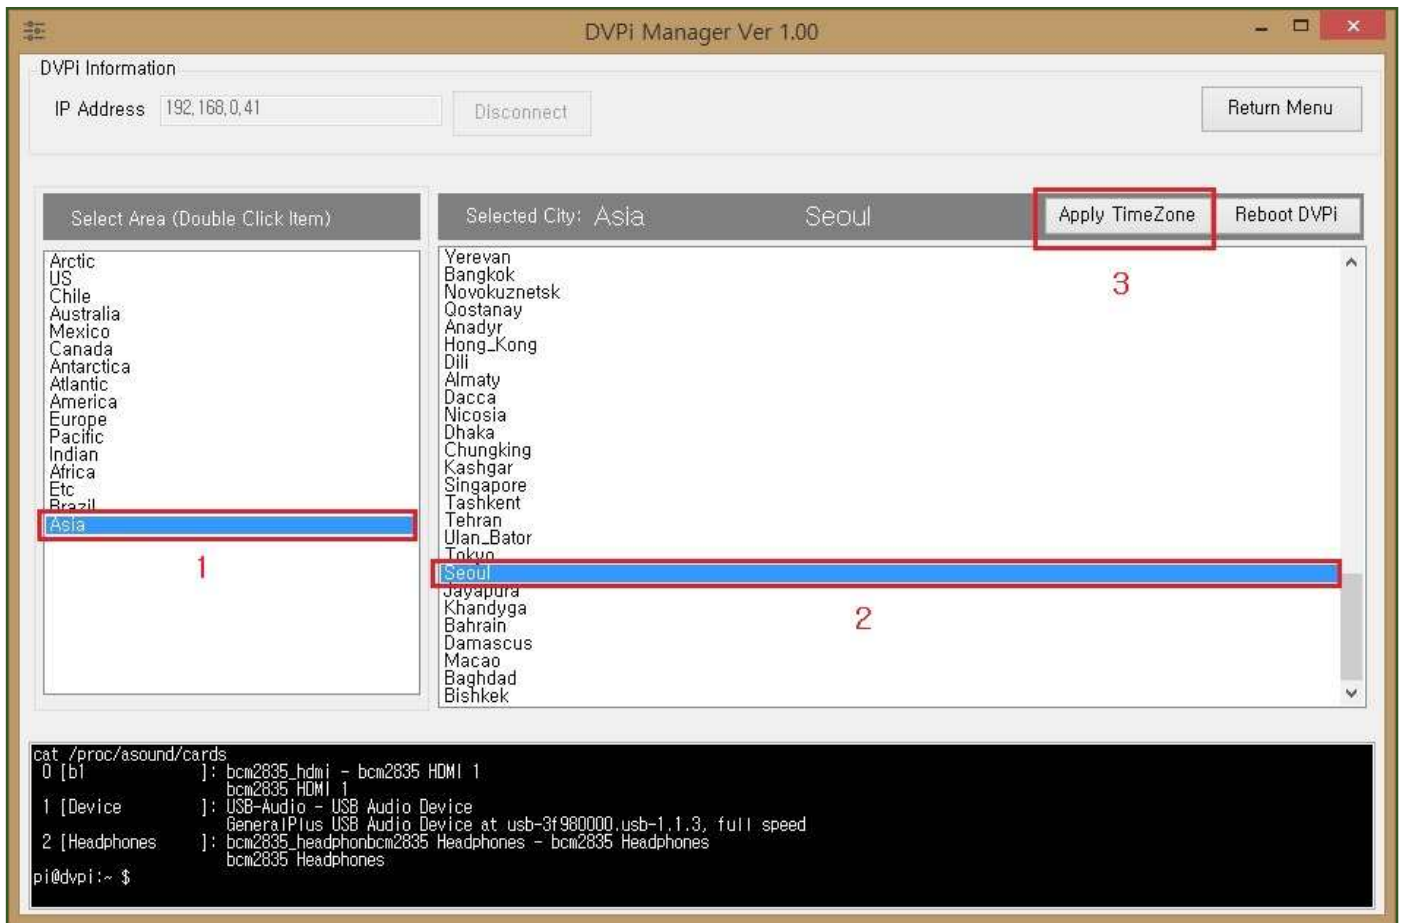 DVPi Manager Ver 1.00
DVPi Information
IP Address 192,168,0,41 Disconnect Return Menu
Select Area (Double Click Item)
Selected City: Asia Seoul Apply TimeZone Reboot DVPi
3
Arctic
US
Chile
Australia
Mexico
Canada
Antarctica
Atlantic
America
Europe
Pacific
Indian
Africa
Etc
Brazil
Asia
1
Yerevan
Bangkok
Novokuznetsk
Qostanay
Anadyr
Hong_Kong
Dili
Almaty
Dacca
Nicosia
Dhaka
Chungking
Kashgar
Singapore
Tashkent
Tehran
Ulan_Bator
Tokyo
Seoul
Jayapura
Khandyga
Bahrain
Damascus
Macao
Baghdad
Bishkek
2
cat /proc/asound/cards
0 [b1 ]: bcm2835_hdmi - bcm2835 HDMI 1
bcm2835 HDMI 1
1 [Device ]: USB-Audio - USB Audio Device
GeneralPlus USB Audio Device at usb-3f980000.usb-1.1.3, full speed
2 [Headphones ]: bcm2835_headphonbcm2835 Headphones - bcm2835 Headphones
bcm2835 Headphones
pi@dvpi:~ $